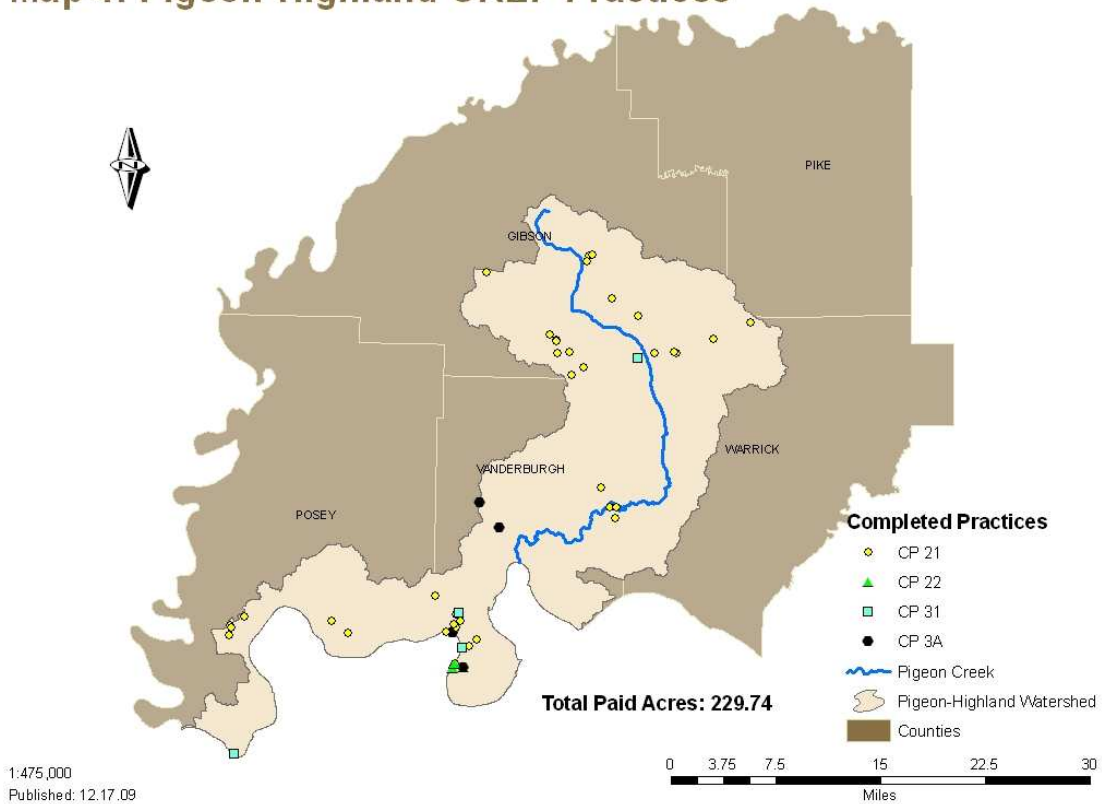 Map 1. Pigeon-Highland CREP Practices
N
PIKE
GIBSON
WARRICK
VANDERBURGH
POSEY
Completed Practices
CP 21
CP 22
CP 31
CP 3A
Pigeon Creek
Pigeon-Highland Watershed
Counties
Total Paid Acres: 229.74
0 3.75 7.5 15 22.5 30
Miles
1:475,000
Published: 12.17.09